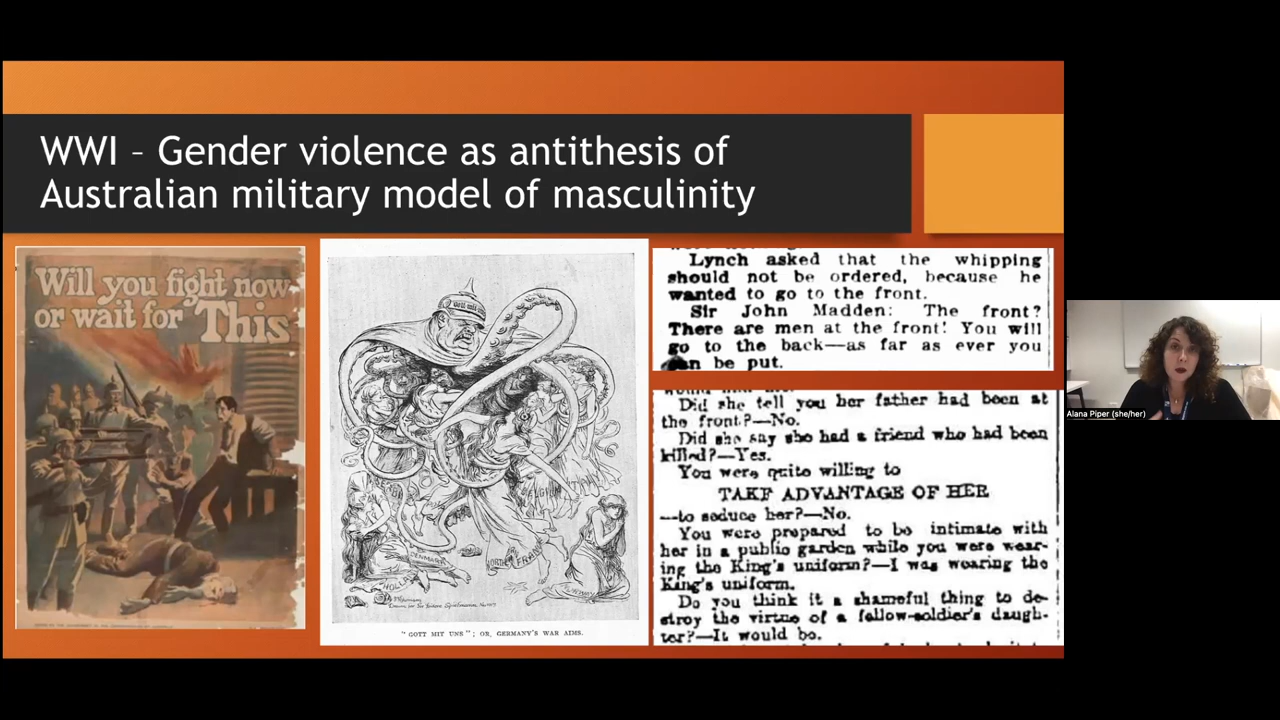 WWI – Gender violence as antithesis of
Australian military model of masculinity
Will you fight now
or wait for This
Gott mit uns
HOLLAND
DENMARK
NORTH FRANCE
"GOTT MIT UNS"; OR, GERMANY'S WAR AIMS.
Lynch asked that the whipping
should not be ordered, because he
wanted to go to the front.
Sir John Madden: The front?
There are men at the front! You will
go to the back—as far as ever you
can be put.
Did she tell you her father had been at
the front?—No.
Did she say she had a friend who had been
killed?—Yes.
You were quite willing to
TAKE ADVANTAGE OF HER
—to seduce her?—No.
You were prepared to be intimate with
her in a public garden while you were wear-
ing the King's uniform?—I was wearing the
King's uniform.
Do you think it a shameful thing to de-
stroy the virtue of a fellow-soldier's daugh-
ter?—It would be.
Alana Piper (she/her)